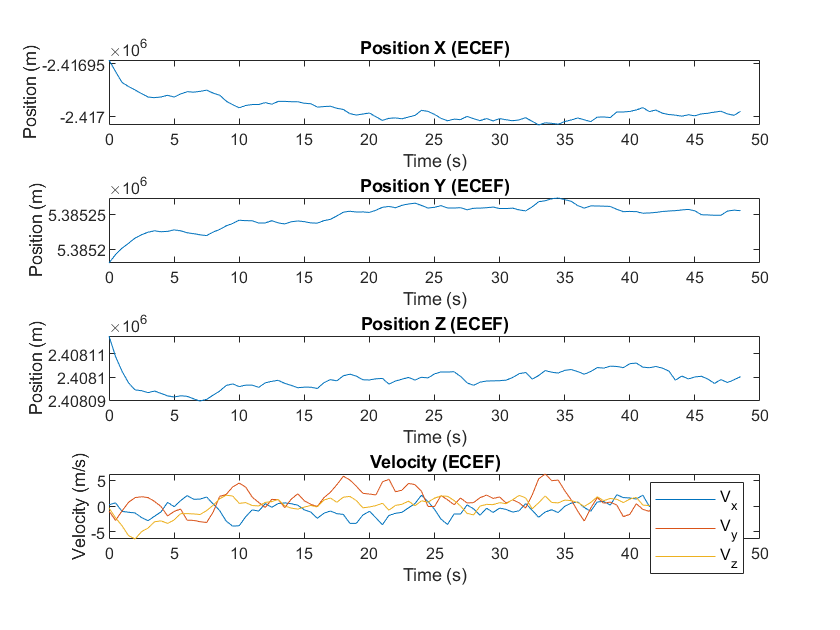 Position X (ECEF)
×10^6
Position (m)
-2.41695
-2.417
0 5 10 15 20 25 30 35 40 45 50
Time (s)
Position Y (ECEF)
×10^6
Position (m)
5.38525
5.3852
0 5 10 15 20 25 30 35 40 45 50
Time (s)
Position Z (ECEF)
×10^6
Position (m)
2.40811
2.4081
2.40809
0 5 10 15 20 25 30 35 40 45 50
Time (s)
Velocity (ECEF)
Velocity (m/s)
5
0
-5
0 5 10 15 20 25 30 35 40 45 50
Time (s)
V_x
V_y
V_z